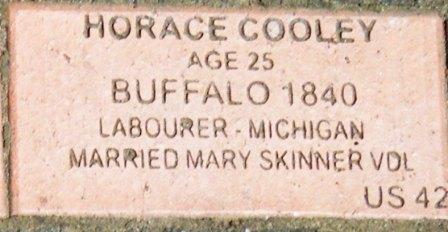 HORACE COOLEY
AGE 25
BUFFALO 1840
LABOURER - MICHIGAN
MARRIED MARY SKINNER VDL
US 42